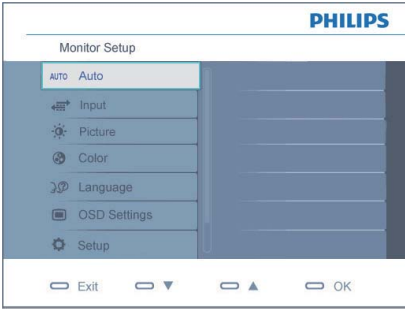 PHILIPS
Monitor Setup
AUTO Auto
Input
Picture
Color
Language
OSD Settings
Setup
Exit ▼ ▲ OK